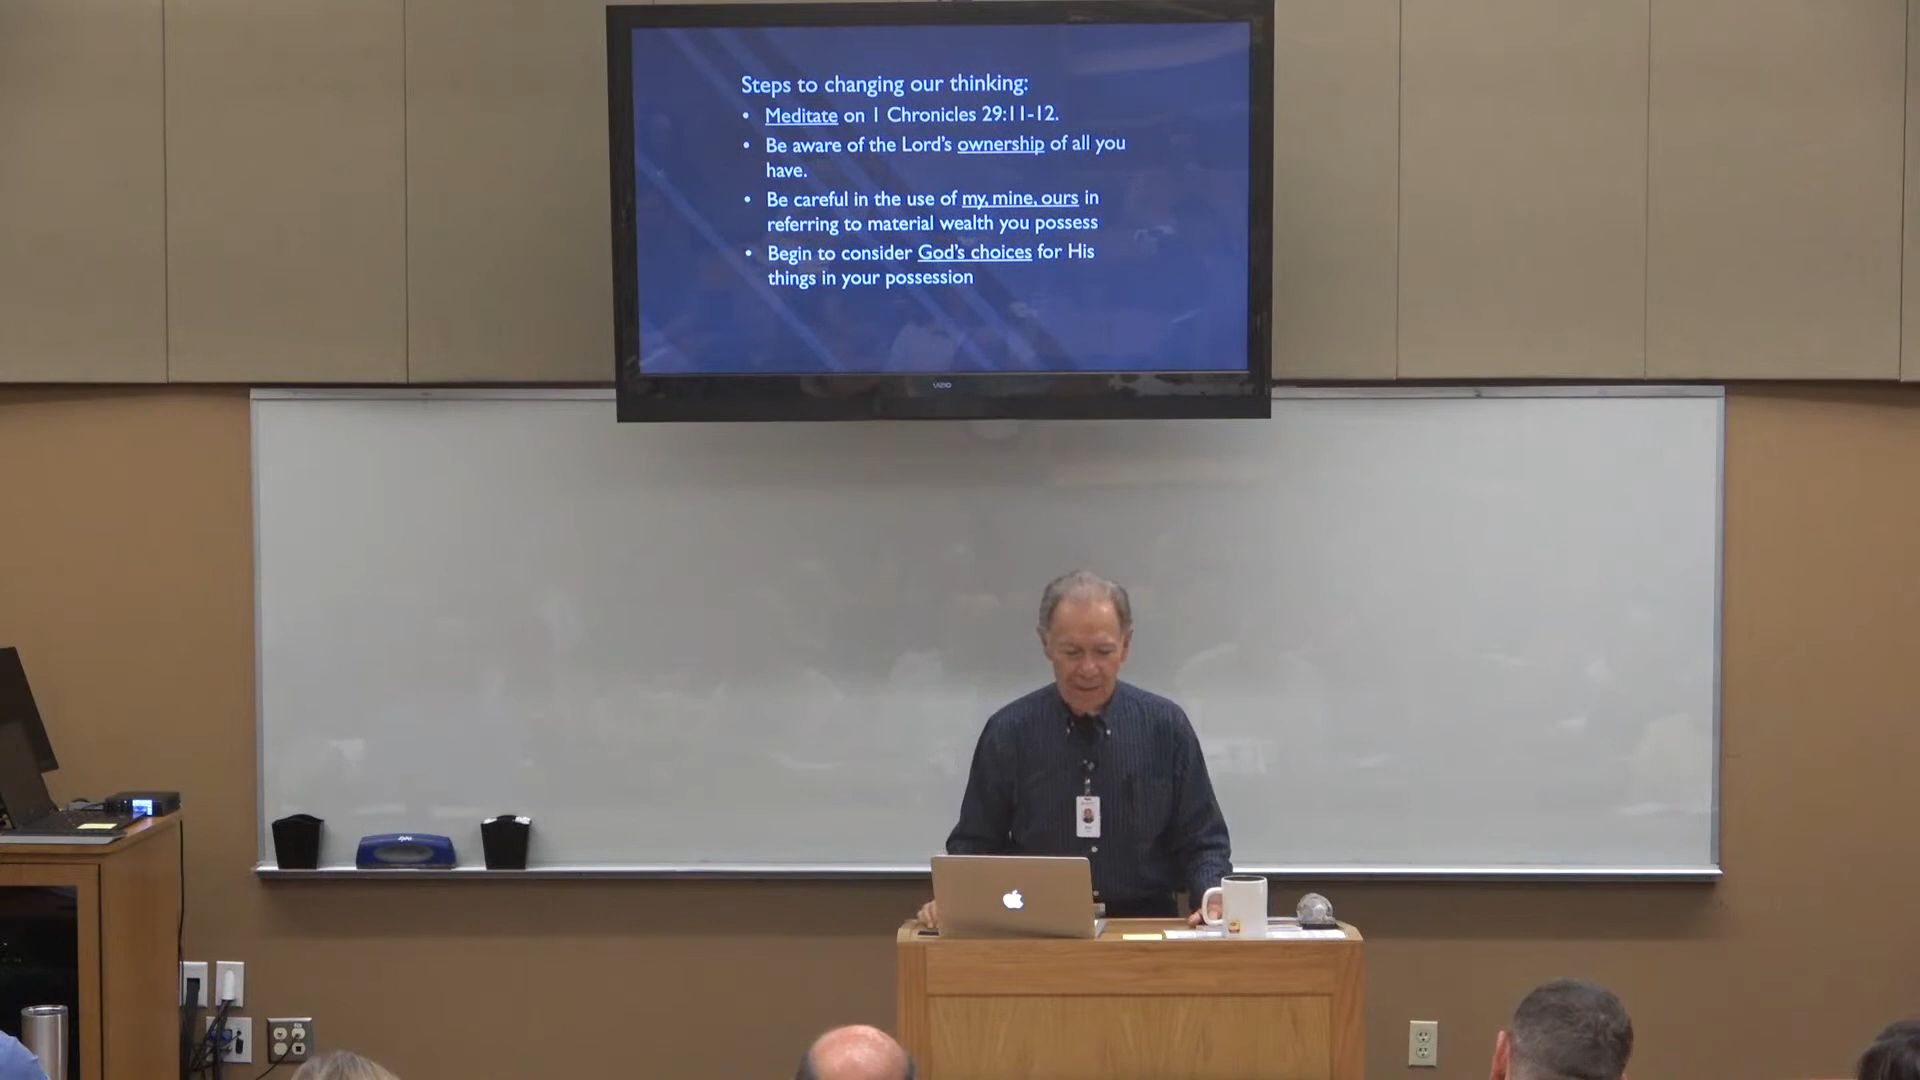 Steps to changing our thinking:
• Meditate on 1 Chronicles 29:11-12.
• Be aware of the Lord's ownership of all you
have.
• Be careful in the use of my, mine, ours in
referring to material wealth you possess
• Begin to consider God's choices for His
things in your possession
VIZIO